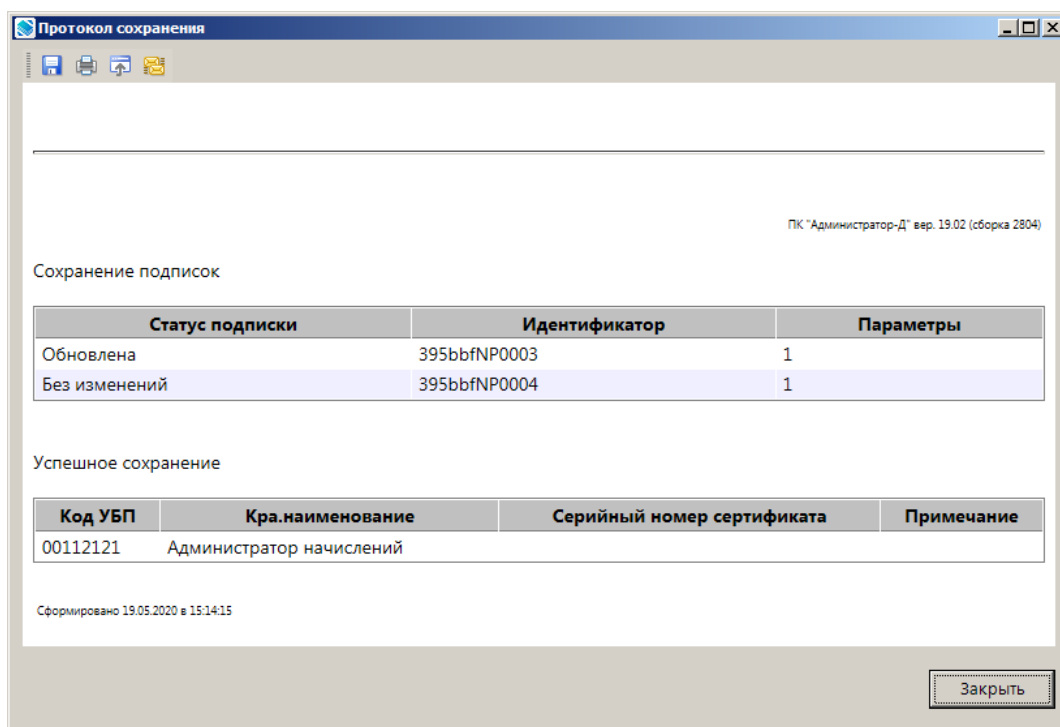 Протокол сохранения
ПК "Администратор-Д" вер. 19.02 (сборка 2804)
Сохранение подписок
Статус подписки Идентификатор Параметры
Обновлена 395bbfNP0003 1
Без изменений 395bbfNP0004 1
Успешное сохранение
Код УБП Кра.наименование Серийный номер сертификата Примечание
00112121 Администратор начислений
Сформировано 19.05.2020 в 15:14:15
Закрыть